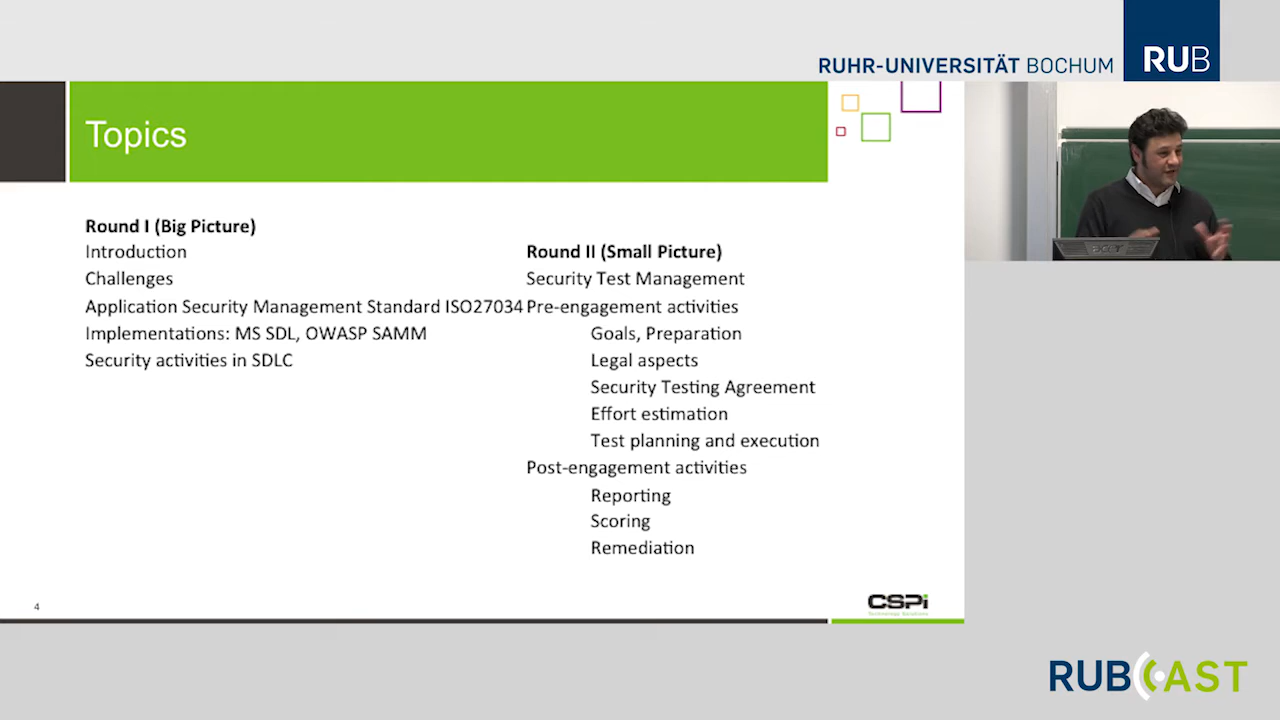 RUHR-UNIVERSITÄT BOCHUM
RUB
Topics
Round I (Big Picture)
Introduction
Challenges
Application Security Management Standard ISO27034
Implementations: MS SDL, OWASP SAMM
Security activities in SDLC
Round II (Small Picture)
Security Test Management
Pre-engagement activities
Goals, Preparation
Legal aspects
Security Testing Agreement
Effort estimation
Test planning and execution
Post-engagement activities
Reporting
Scoring
Remediation
4
CSPi
RUBCAST